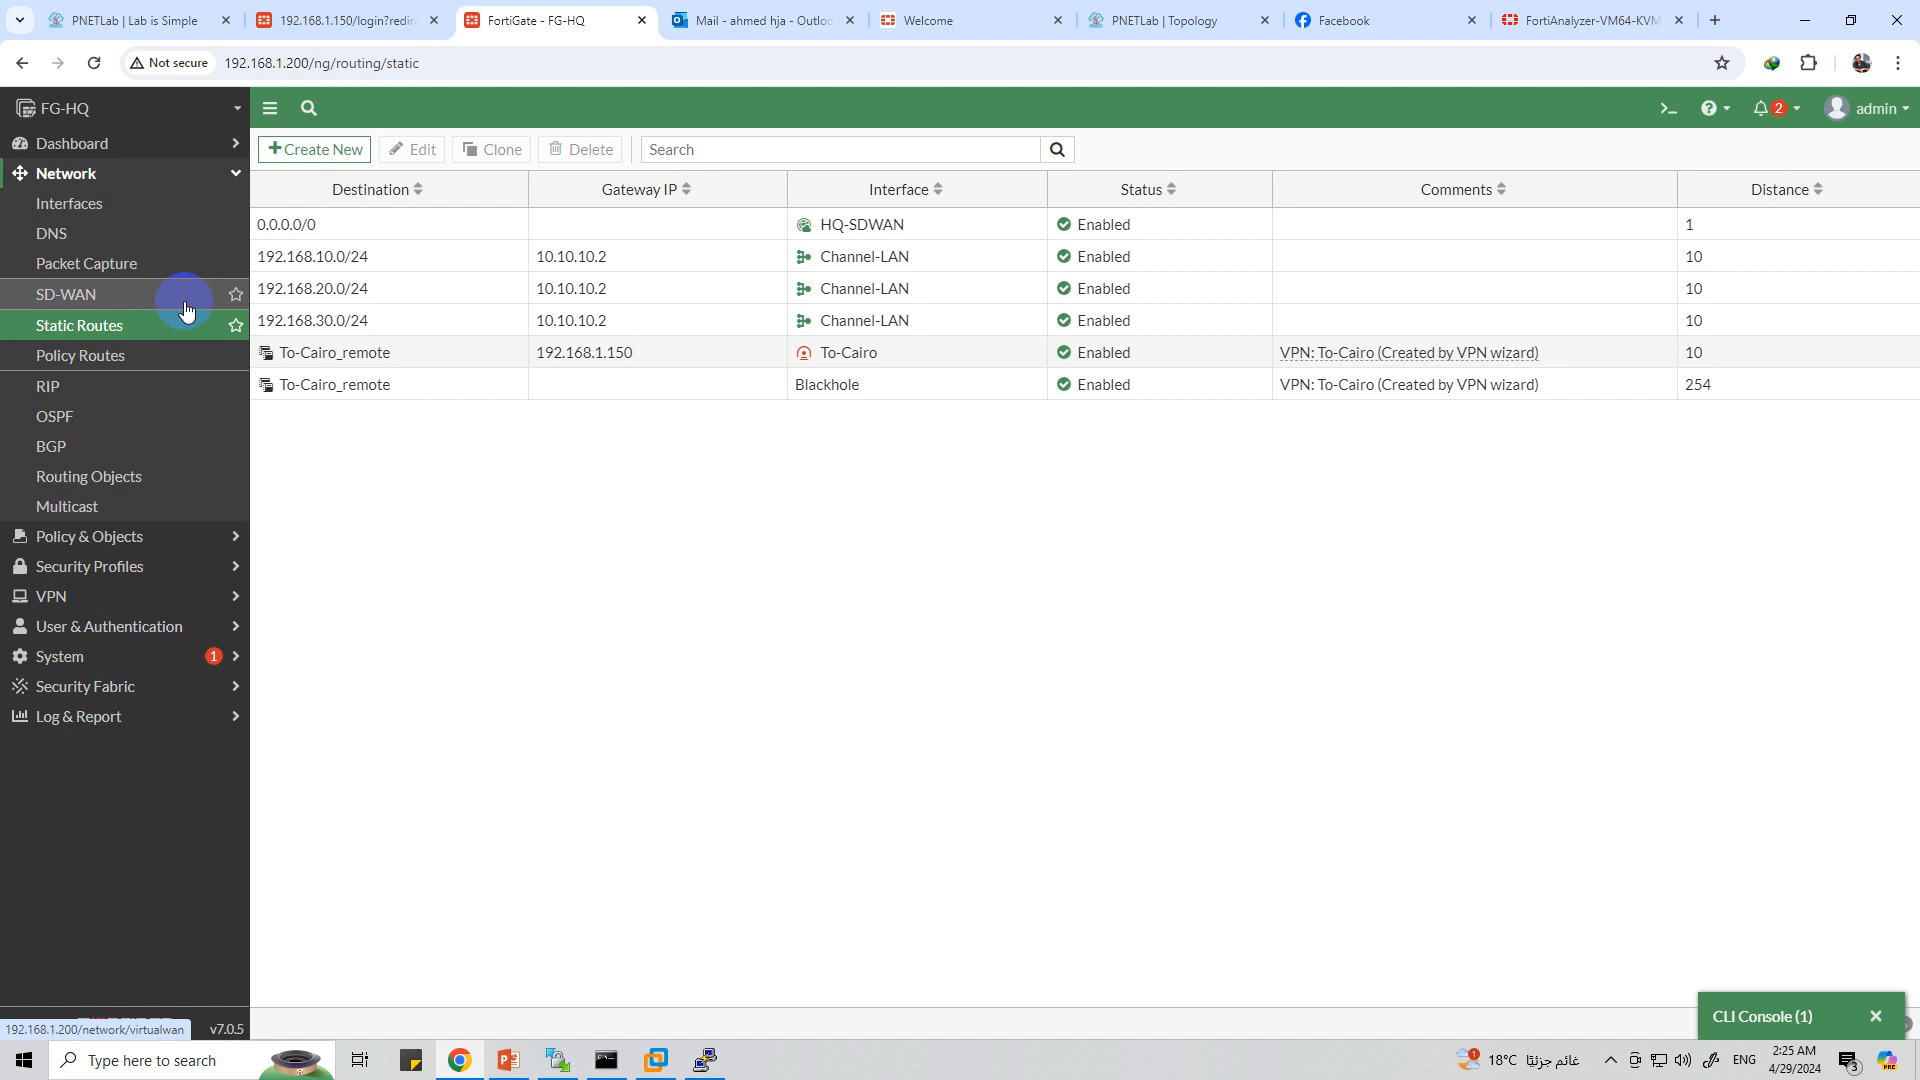 PNETLab | Lab is Simple
192.168.1.150/login?redir
FortiGate - FG-HQ
Mail - ahmed hja - Outloo
Welcome
PNETLab | Topology
Facebook
FortiAnalyzer-VM64-KVM
Not secure
192.168.1.200/ng/routing/static
FG-HQ
2
admin
Dashboard
Network
Interfaces
DNS
Packet Capture
SD-WAN
Static Routes
Policy Routes
RIP
OSPF
BGP
Routing Objects
Multicast
Policy & Objects
Security Profiles
VPN
User & Authentication
System 1
Security Fabric
Log & Report
Create New Edit Clone Delete Search
Destination Gateway IP Interface Status Comments Distance
0.0.0.0/0 HQ-SDWAN Enabled 1
192.168.10.0/24 10.10.10.2 Channel-LAN Enabled 10
192.168.20.0/24 10.10.10.2 Channel-LAN Enabled 10
192.168.30.0/24 10.10.10.2 Channel-LAN Enabled 10
To-Cairo_remote 192.168.1.150 To-Cairo Enabled VPN: To-Cairo (Created by VPN wizard) 10
To-Cairo_remote Blackhole Enabled VPN: To-Cairo (Created by VPN wizard) 254
CLI Console (1)
192.168.1.200/network/virtualwan
v7.0.5
Type here to search
1
18°C غائم جزئيًا
ENG
2:25 AM
4/29/2024
3
PRE